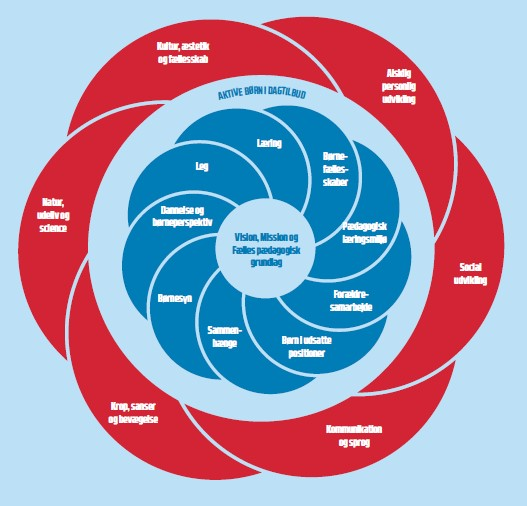 Kultur, æstetik
og fællesskab
Alsidig
personlig
udvikling
AKTIVE BØRN I DAGTILBUD
Læring
Børne-
fælles-
skaber
Leg
Natur,
udeliv og
science
Dannelse og
børneperspektiv
Pædagogisk
læringsmiljø
Vision, Mission og
Fælles pædagogisk
grundlag
Social
udvikling
Børnesyn
Forældre-
samarbejde
Sammen-
hænge
Børn i udsatte
positioner
Krop, sanser
og bevægelse
Kommunikation
og sprog